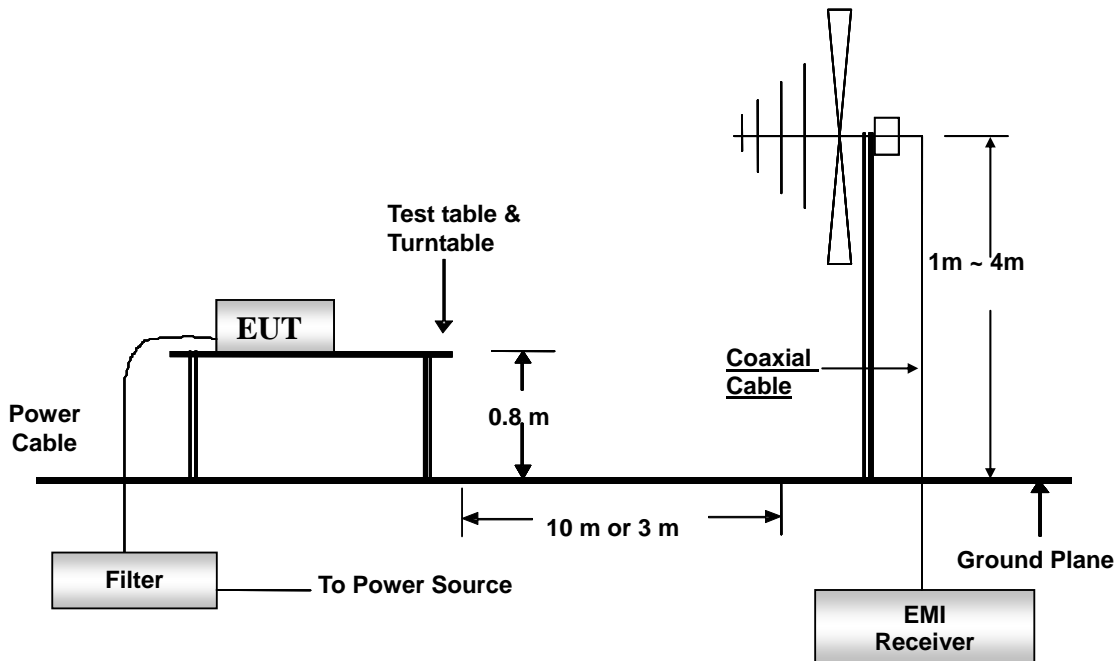 Test table &
Turntable
EUT
1m ~ 4m
Coaxial
Cable
0.8 m
Power
Cable
10 m or 3 m
Ground Plane
Filter
To Power Source
EMI
Receiver